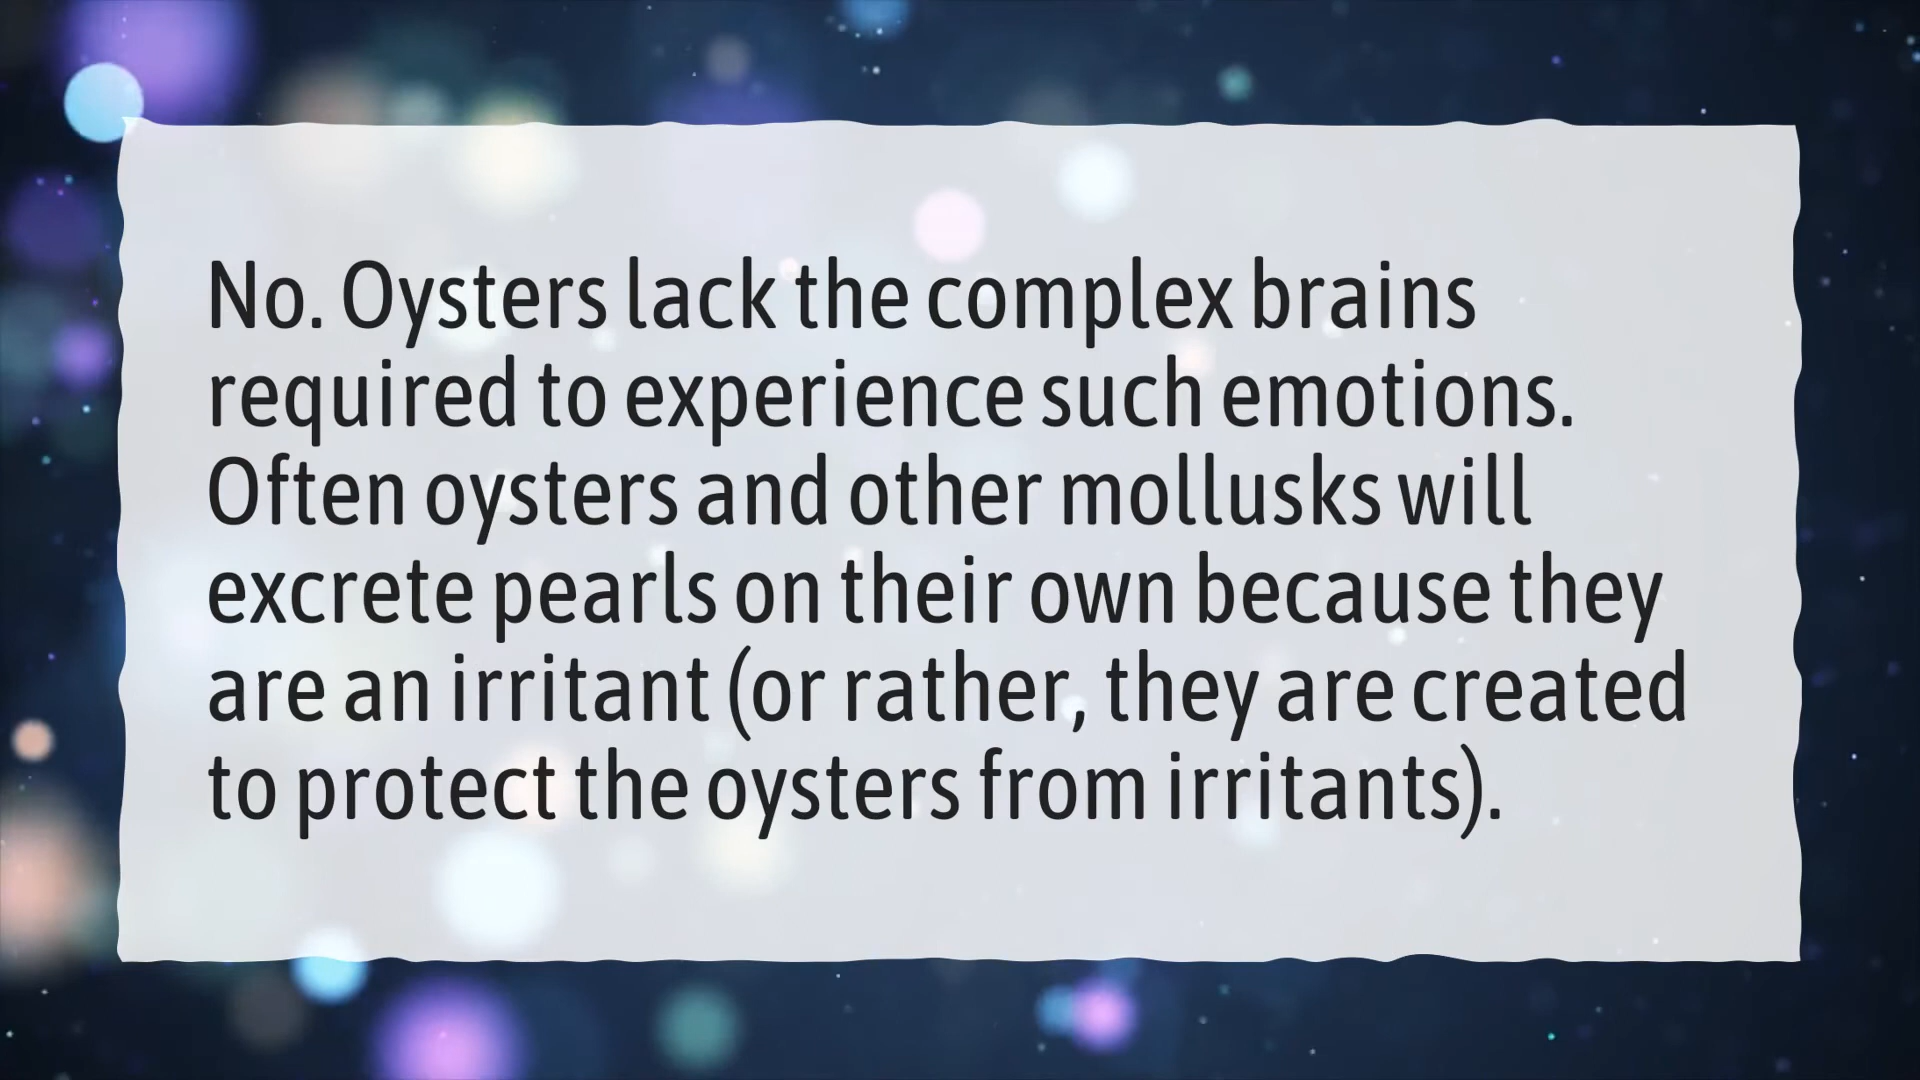 No. Oysters lack the complex brains
required to experience such emotions.
Often oysters and other mollusks will
excrete pearls on their own because they
are an irritant (or rather, they are created
to protect the oysters from irritants).